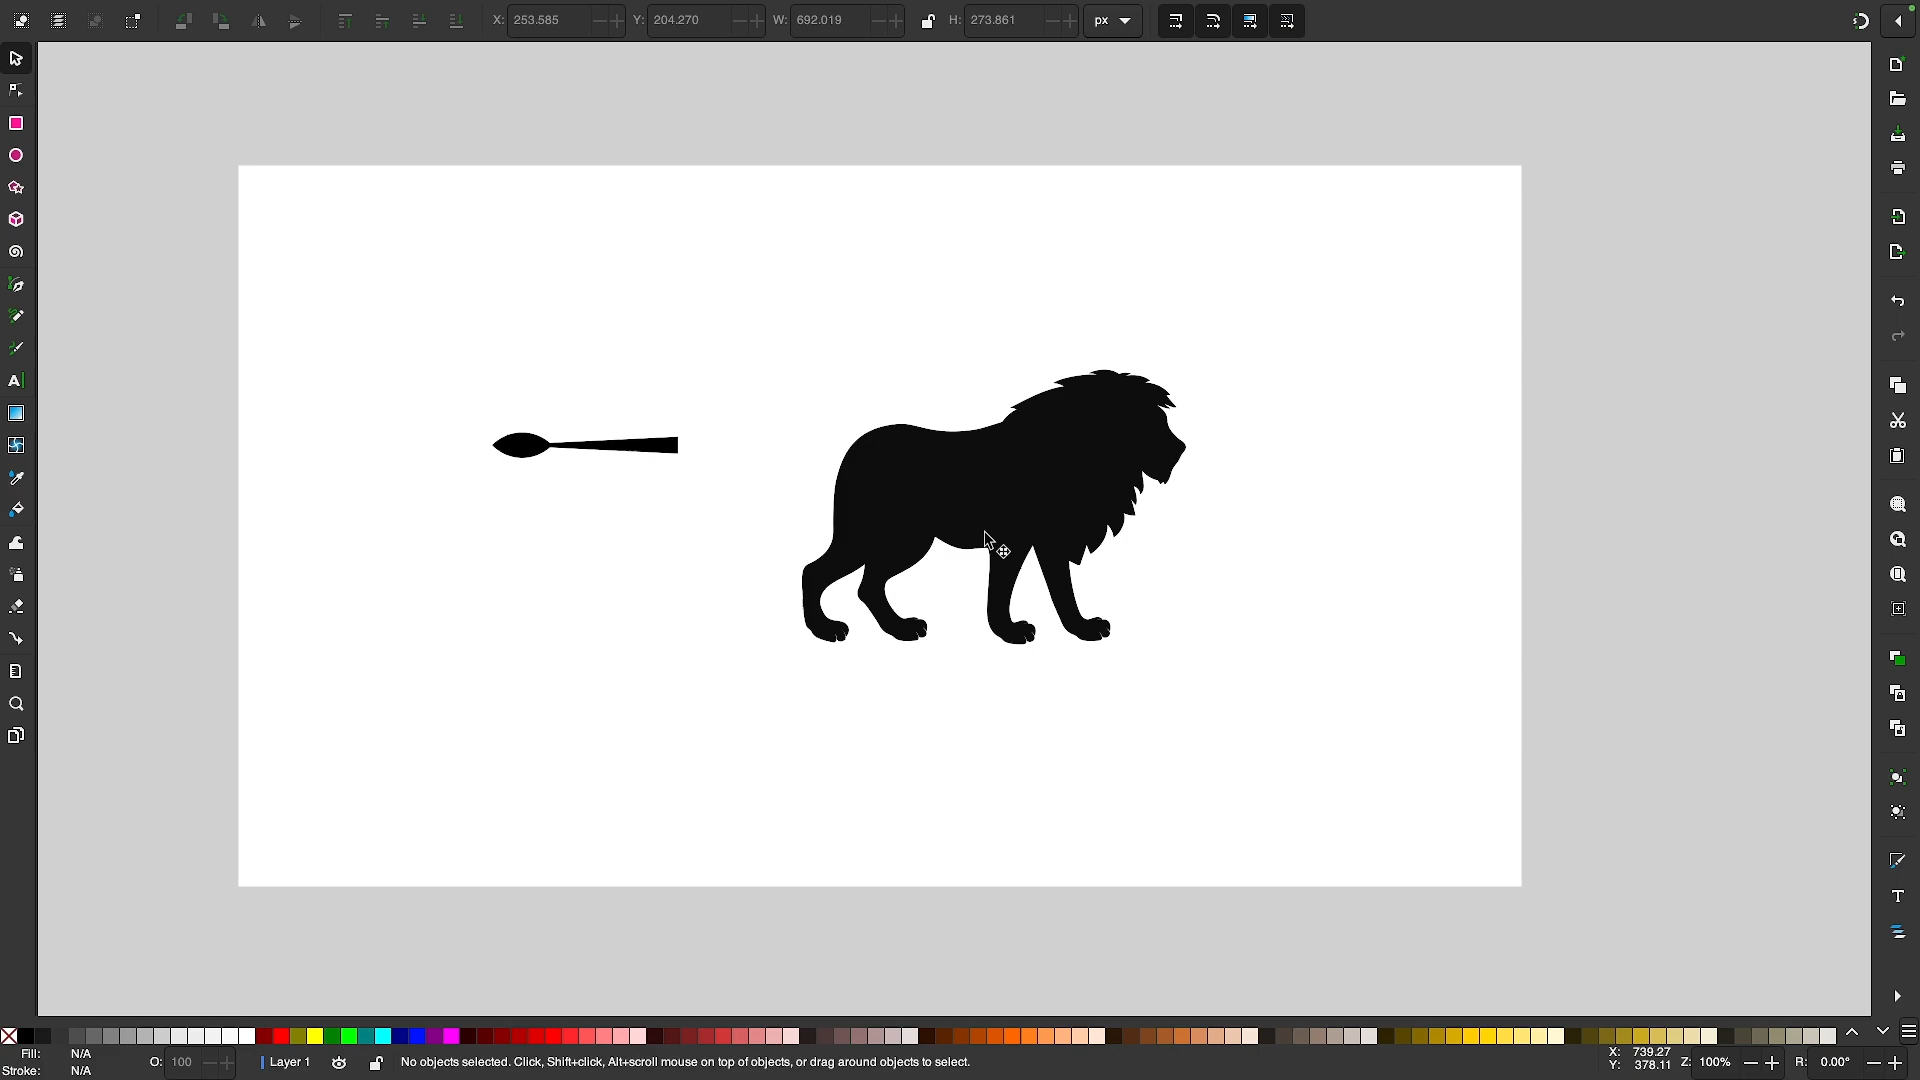 X: 253.585 Y: 204.270 W: 692.019 H: 273.861 px
Fill: N/A
Stroke: N/A
O: 100
Layer 1
No objects selected. Click, Shift+click, Alt+scroll mouse on top of objects, or drag around objects to select.
X: 739.27
Y: 378.11
Z: 100%
R: 0.00°